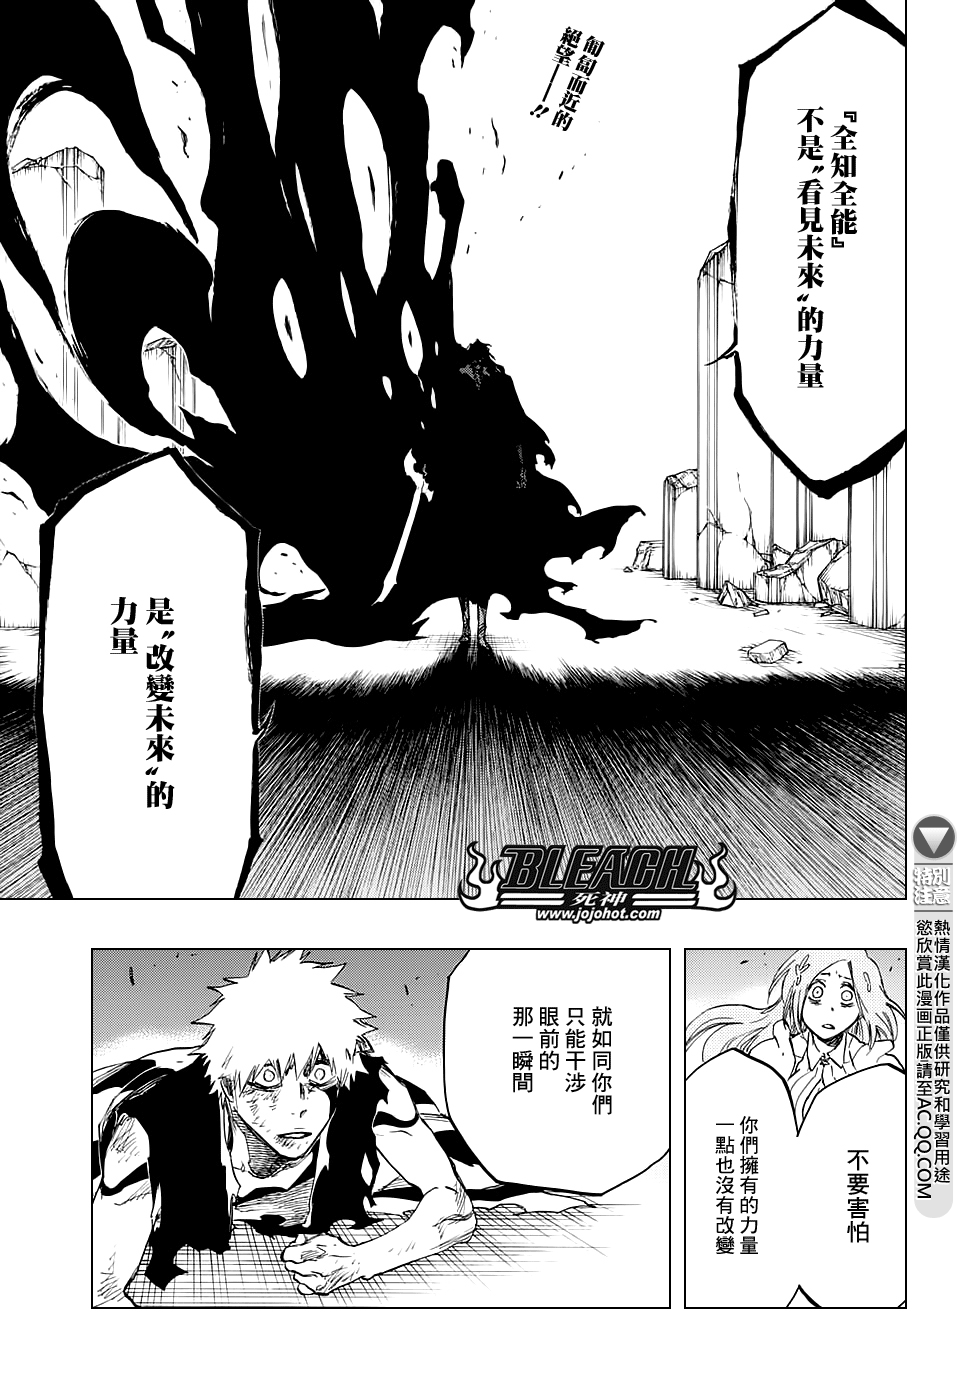 『全知全能』
不是〝看見未來〟的力量
匍匐而近的
絕望——!!
是〝改變未來〟的
力量
BLEACH
死神
www.jojohot.com
不要害怕
你們擁有的力量
一點也沒有改變
就如同你們
只能干涉
眼前的
那一瞬間
特別
注意
熱情漢化作品僅供研究和學習用途
慾欣賞此漫画正版請至AC.QQ.COM